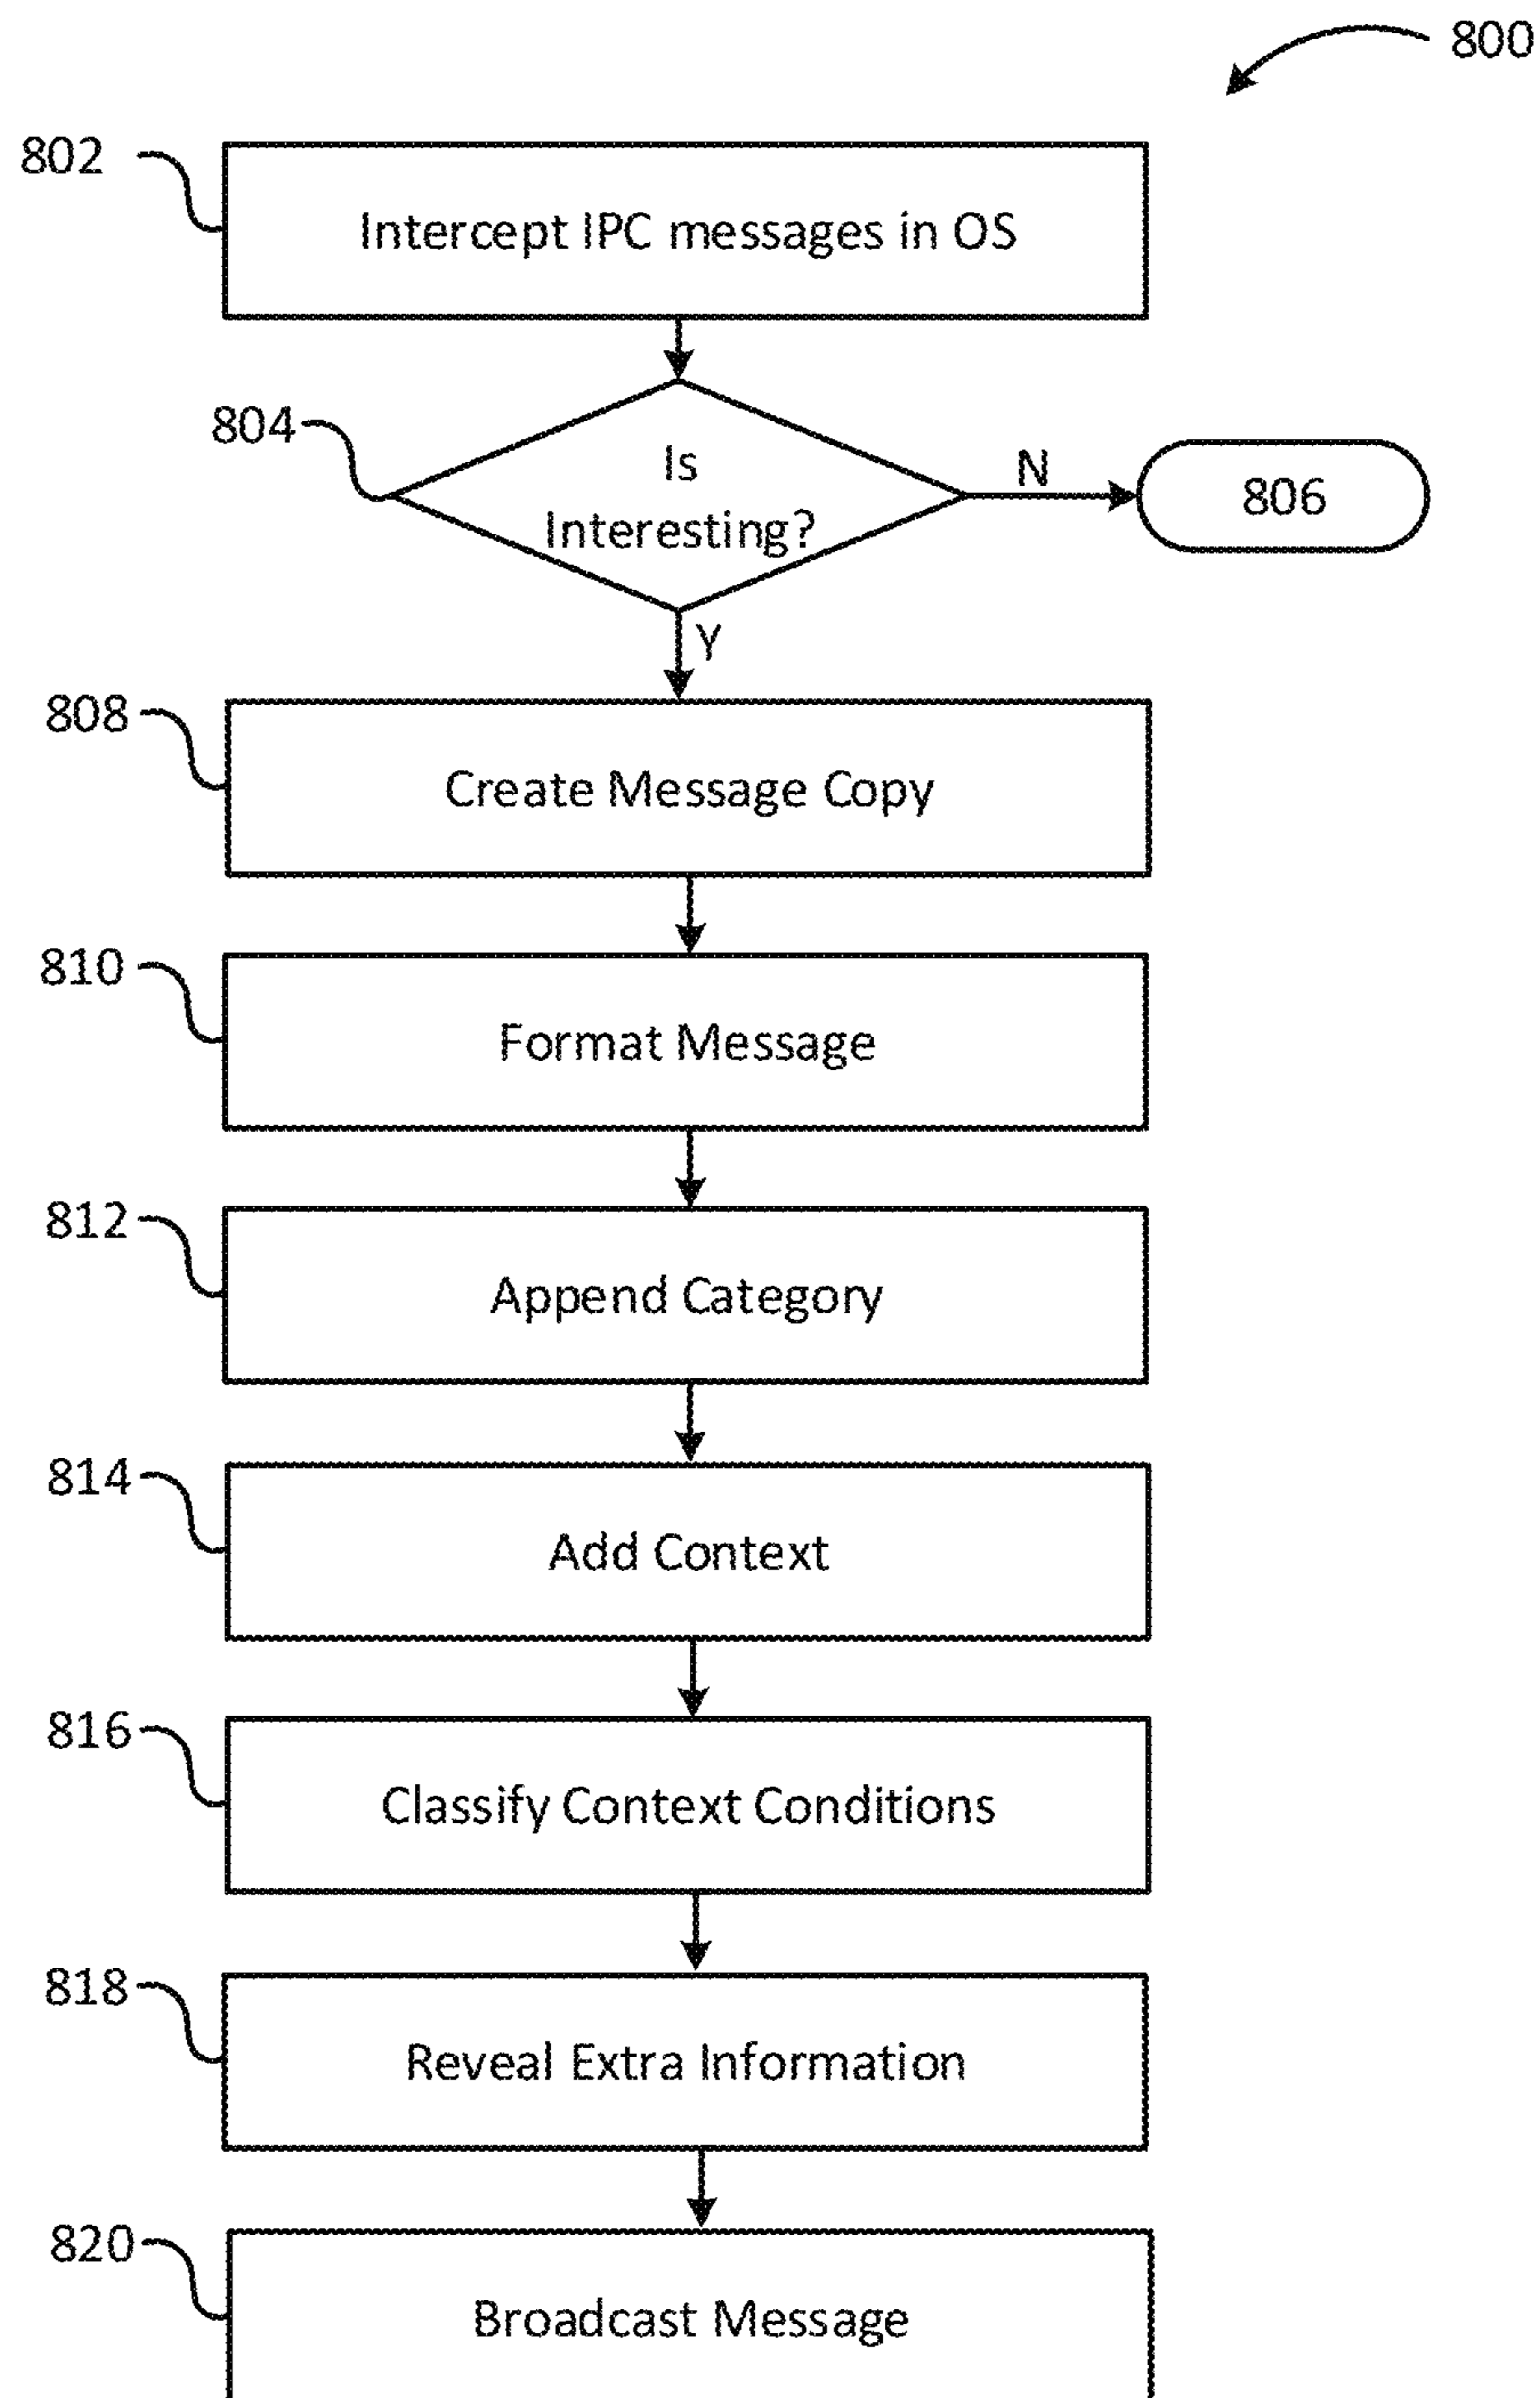 800
802
Intercept IPC messages in OS
804
Is
Interesting?
N
806
Y
808
Create Message Copy
810
Format Message
812
Append Category
814
Add Context
816
Classify Context Conditions
818
Reveal Extra Information
820
Broadcast Message